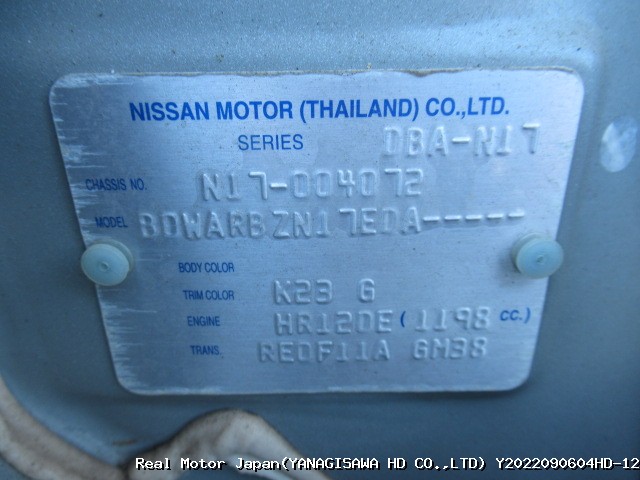 NISSAN MOTOR (THAILAND) CO.,LTD.
SERIES DBA-N17
CHASSIS NO. N17-004072
MODEL BDWARBZN17EDA-----
BODY COLOR
TRIM COLOR K23 G
ENGINE HR12DE (1198 CC.)
TRANS. RE0F11A GM38
Real Motor Japan(YANAGISAWA HD CO.,LTD) Y2022090604HD-12